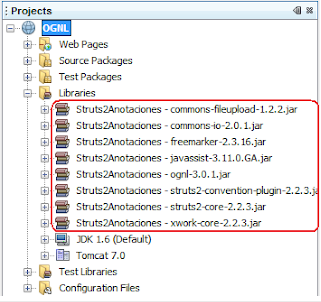 Projects
OGNL
Web Pages
Source Packages
Test Packages
Libraries
Struts2Anotaciones - commons-fileupload-1.2.2.jar
Struts2Anotaciones - commons-io-2.0.1.jar
Struts2Anotaciones - freemarker-2.3.16.jar
Struts2Anotaciones - javassist-3.11.0.GA.jar
Struts2Anotaciones - ognl-3.0.1.jar
Struts2Anotaciones - struts2-convention-plugin-2.2.3.ja
Struts2Anotaciones - struts2-core-2.2.3.jar
Struts2Anotaciones - xwork-core-2.2.3.jar
JDK 1.6 (Default)
Tomcat 7.0
Test Libraries
Configuration Files